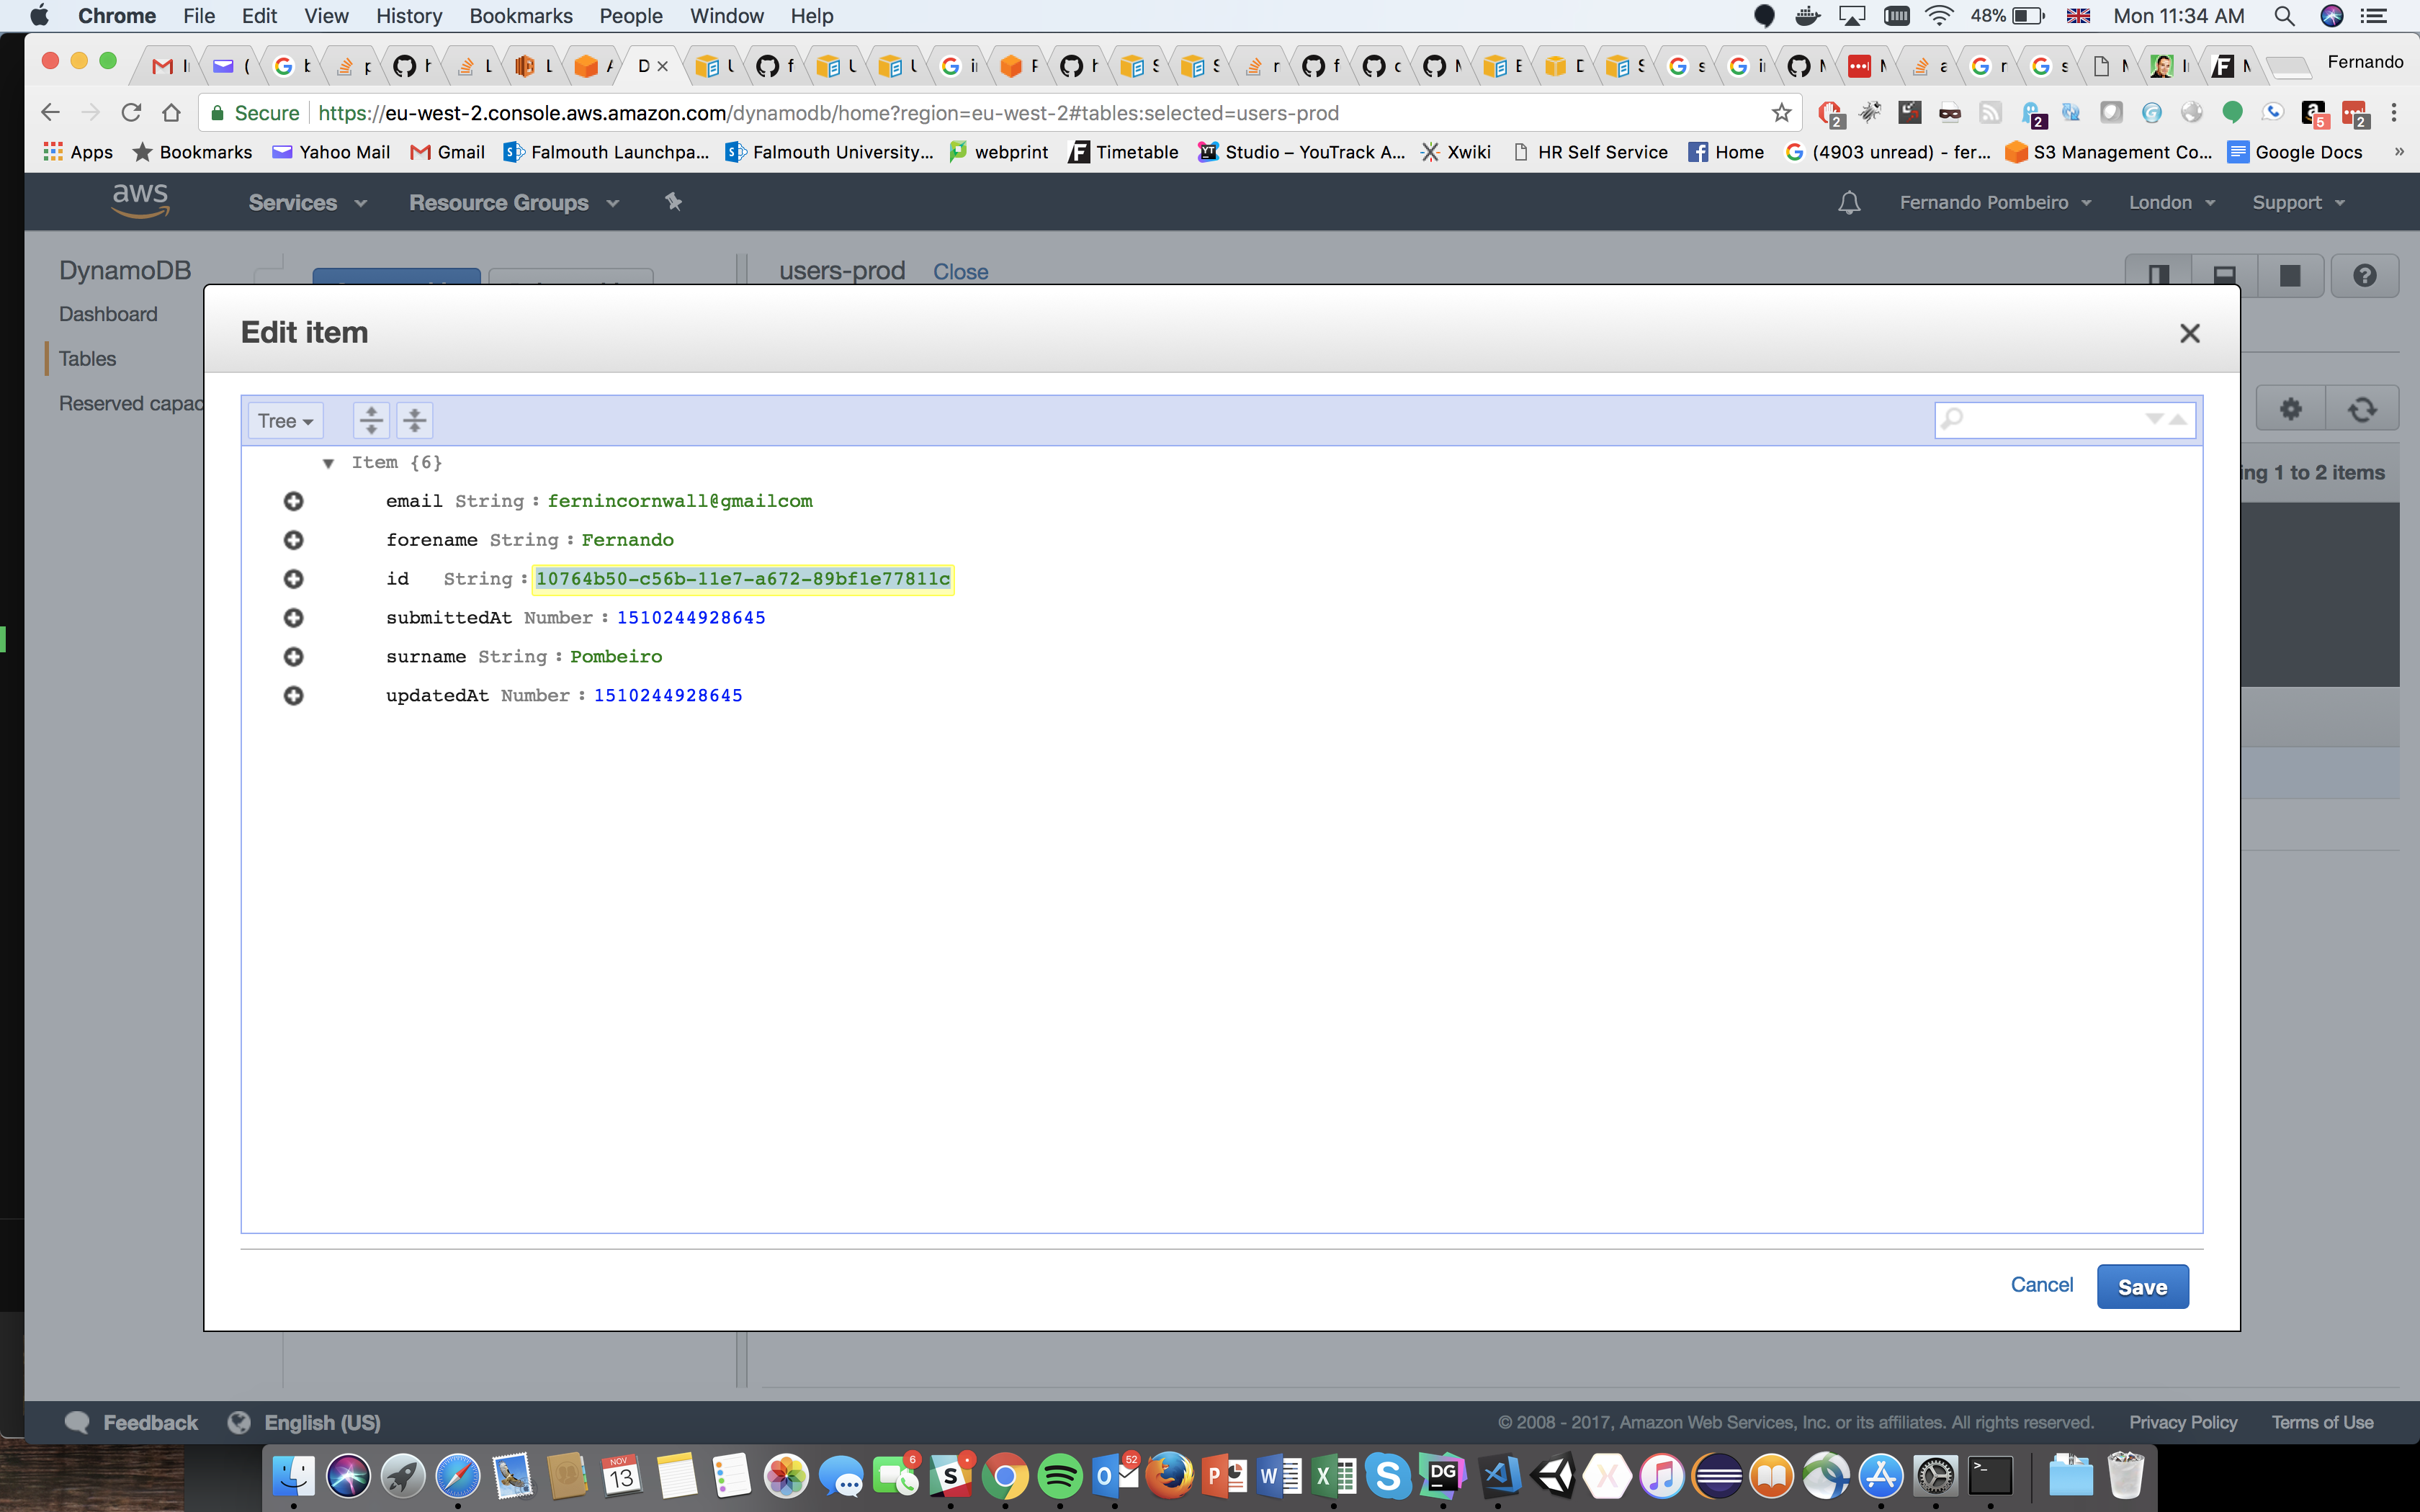 Chrome File Edit View History Bookmarks People Window Help 48% Mon 11:34 AM
D Fernando
Secure https://eu-west-2.console.aws.amazon.com/dynamodb/home?region=eu-west-2#tables:selected=users-prod
Apps Bookmarks Yahoo Mail Gmail Falmouth Launchpa... Falmouth University... webprint Timetable Studio – YouTrack A... Xwiki HR Self Service Home (4903 unread) - fer... S3 Management Co... Google Docs »
aws Services Resource Groups Fernando Pombeiro London Support
DynamoDB
Dashboard
Tables
Reserved capac
users-prod Close
Edit item
Tree
ing 1 to 2 items
Item {6}
email String : fernincornwall@gmailcom
forename String : Fernando
id String : 10764b50-c56b-11e7-a672-89bf1e77811c
submittedAt Number : 1510244928645
surname String : Pombeiro
updatedAt Number : 1510244928645
Cancel Save
Feedback English (US) © 2008 - 2017, Amazon Web Services, Inc. or its affiliates. All rights reserved. Privacy Policy Terms of Use
NOV
13
6
52
DG